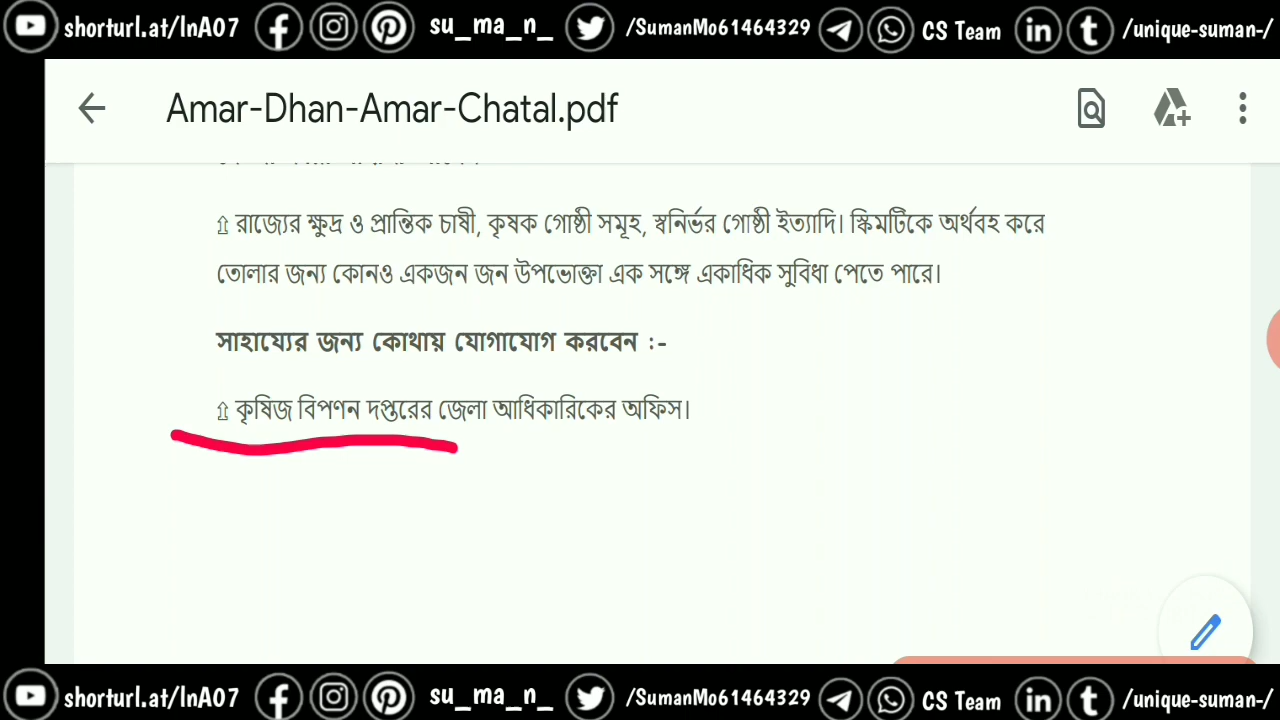 shorturl.at/lnA07 su_ma_n_ /SumanMo61464329 CS Team /unique-suman-/
Amar-Dhan-Amar-Chatal.pdf
⇧ রাজ্যের ক্ষুদ্র ও প্রান্তিক চাষী, কৃষক গোষ্ঠী সমূহ, স্বনির্ভর গোষ্ঠী ইত্যাদি। স্কিমটিকে অর্থবহ করে
তোলার জন্য কোনও একজন জন উপভোক্তা এক সঙ্গে একাধিক সুবিধা পেতে পারে।
সাহায্যের জন্য কোথায় যোগাযোগ করবেন :-
⇧ কৃষিজ বিপণন দপ্তরের জেলা আধিকারিকের অফিস।
shorturl.at/lnA07 su_ma_n_ /SumanMo61464329 CS Team /unique-suman-/